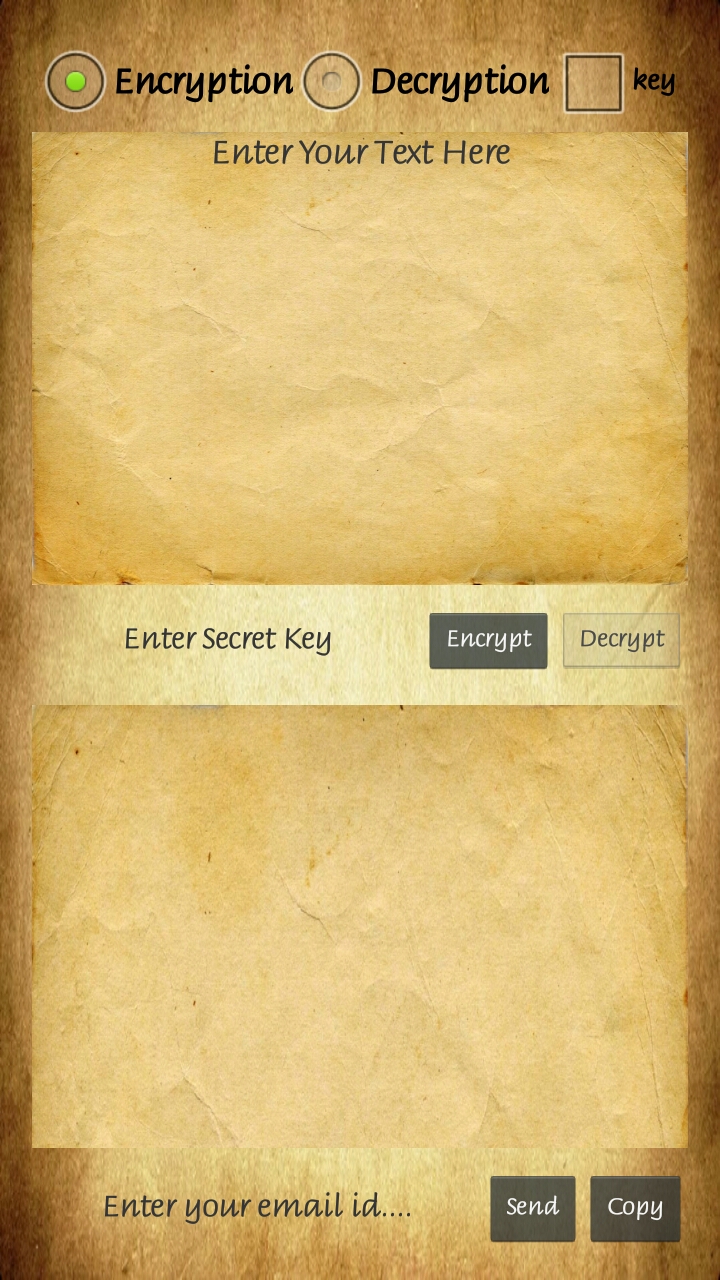 Encryption Decryption key
Enter Your Text Here
Enter Secret Key Encrypt Decrypt
Enter your email id.... Send Copy